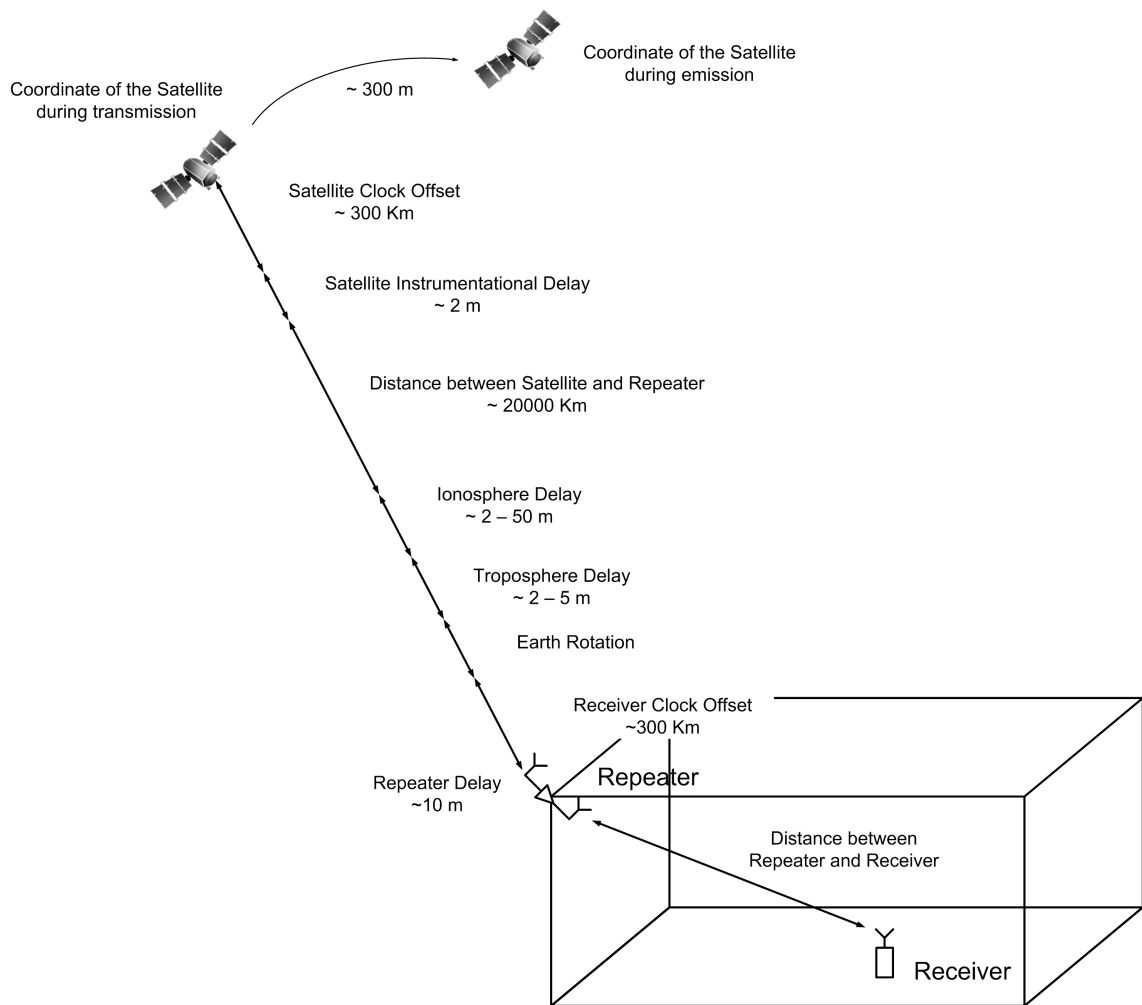 Coordinate of the Satellite
during emission
Coordinate of the Satellite
during transmission
~ 300 m
Satellite Clock Offset
~ 300 Km
Satellite Instrumentational Delay
~ 2 m
Distance between Satellite and Repeater
~ 20000 Km
Ionosphere Delay
~ 2 – 50 m
Troposphere Delay
~ 2 – 5 m
Earth Rotation
Receiver Clock Offset
~300 Km
Repeater Delay
~10 m
Repeater
Distance between
Repeater and Receiver
Receiver